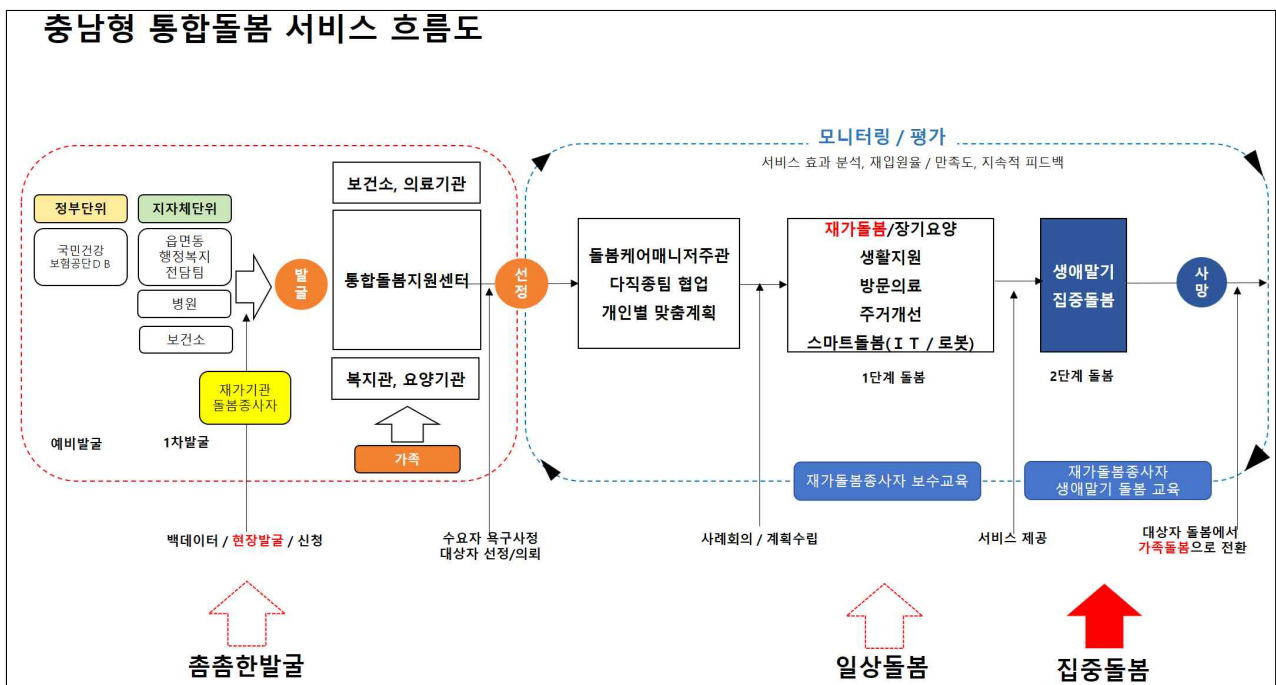 충남형 통합돌봄 서비스 흐름도
모니터링 / 평가
서비스 효과 분석, 재입원율 / 만족도, 지속적 피드백
정부단위
국민건강
보험공단D B
지자체단위
읍면동
행정복지
전담팀
병원
보건소
재가기관
돌봄종사자
예비발굴
1차발굴
발
굴
보건소, 의료기관
통합돌봄지원센터
복지관, 요양기관
가족
선
정
돌봄케어매니저주관
다직종팀 협업
개인별 맞춤계획
재가돌봄/장기요양
생활지원
방문의료
주거개선
스마트돌봄(I T / 로봇)
1단계 돌봄
생애말기
집중돌봄
2단계 돌봄
사
망
재가돌봄종사자 보수교육
재가돌봄종사자
생애말기 돌봄 교육
백데이터 / 현장발굴 / 신청
수요자 욕구사정
대상자 선정/의뢰
사례회의 / 계획수립
서비스 제공
대상자 돌봄에서
가족돌봄으로 전환
촘촘한발굴
일상돌봄
집중돌봄